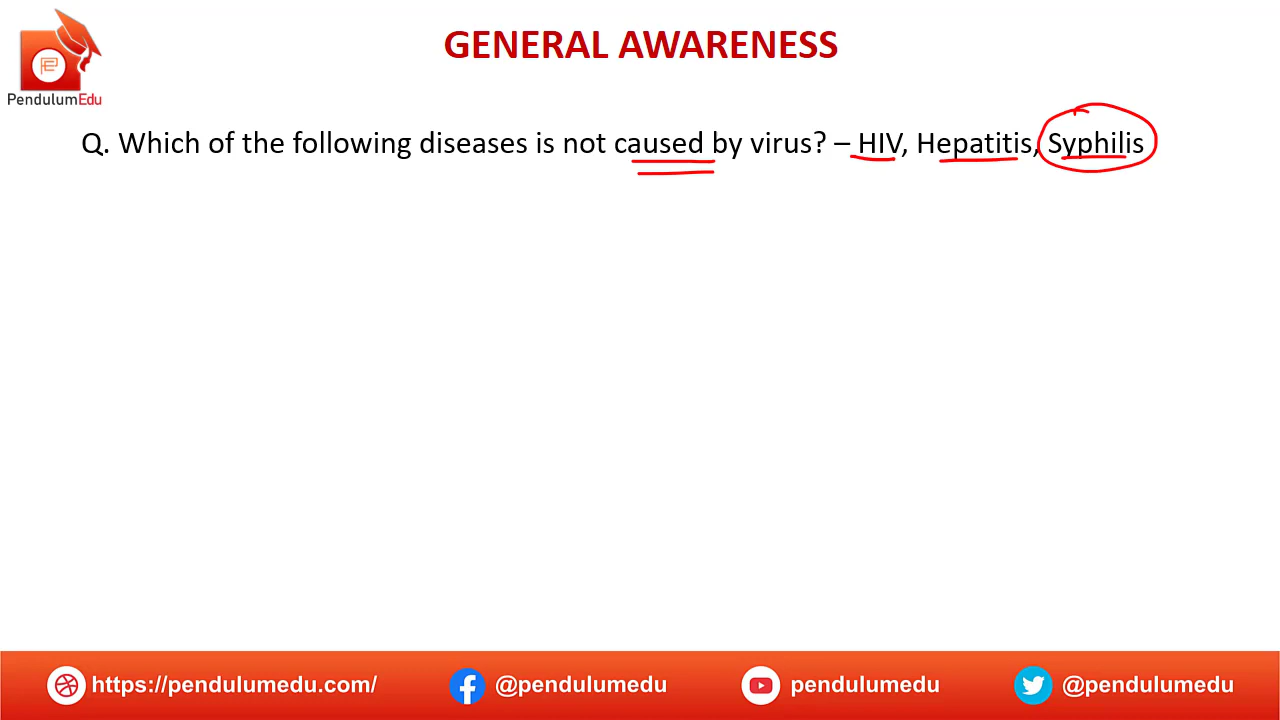 GENERAL AWARENESS
PendulumEdu
Q. Which of the following diseases is not caused by virus? – HIV, Hepatitis, Syphilis
https://pendulumedu.com/ @pendulumedu pendulumedu @pendulumedu